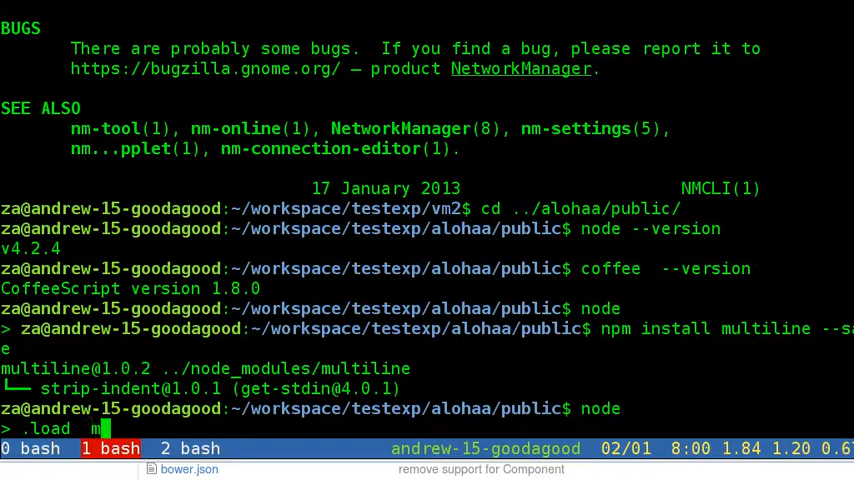 BUGS
There are probably some bugs.  If you find a bug, please report it to
https://bugzilla.gnome.org/ — product NetworkManager.
SEE ALSO
nm-tool(1), nm-online(1), NetworkManager(8), nm-settings(5),
nm...pplet(1), nm-connection-editor(1).
17 January 2013 NMCLI(1)
za@andrew-15-goodagood:~/workspace/testexp/vm2$ cd ../alohaa/public/
za@andrew-15-goodagood:~/workspace/testexp/alohaa/public$ node --version
v4.2.4
za@andrew-15-goodagood:~/workspace/testexp/alohaa/public$ coffee  --version
CoffeeScript version 1.8.0
za@andrew-15-goodagood:~/workspace/testexp/alohaa/public$ node
> za@andrew-15-goodagood:~/workspace/testexp/alohaa/public$ npm install multiline --sa
e
multiline@1.0.2 ../node_modules/multiline
└── strip-indent@1.0.1 (get-stdin@4.0.1)
za@andrew-15-goodagood:~/workspace/testexp/alohaa/public$ node
> .load  m
0 bash  1 bash  2 bash andrew-15-goodagood  02/01  8:00 1.84 1.20 0.6
bower.json remove support for Component